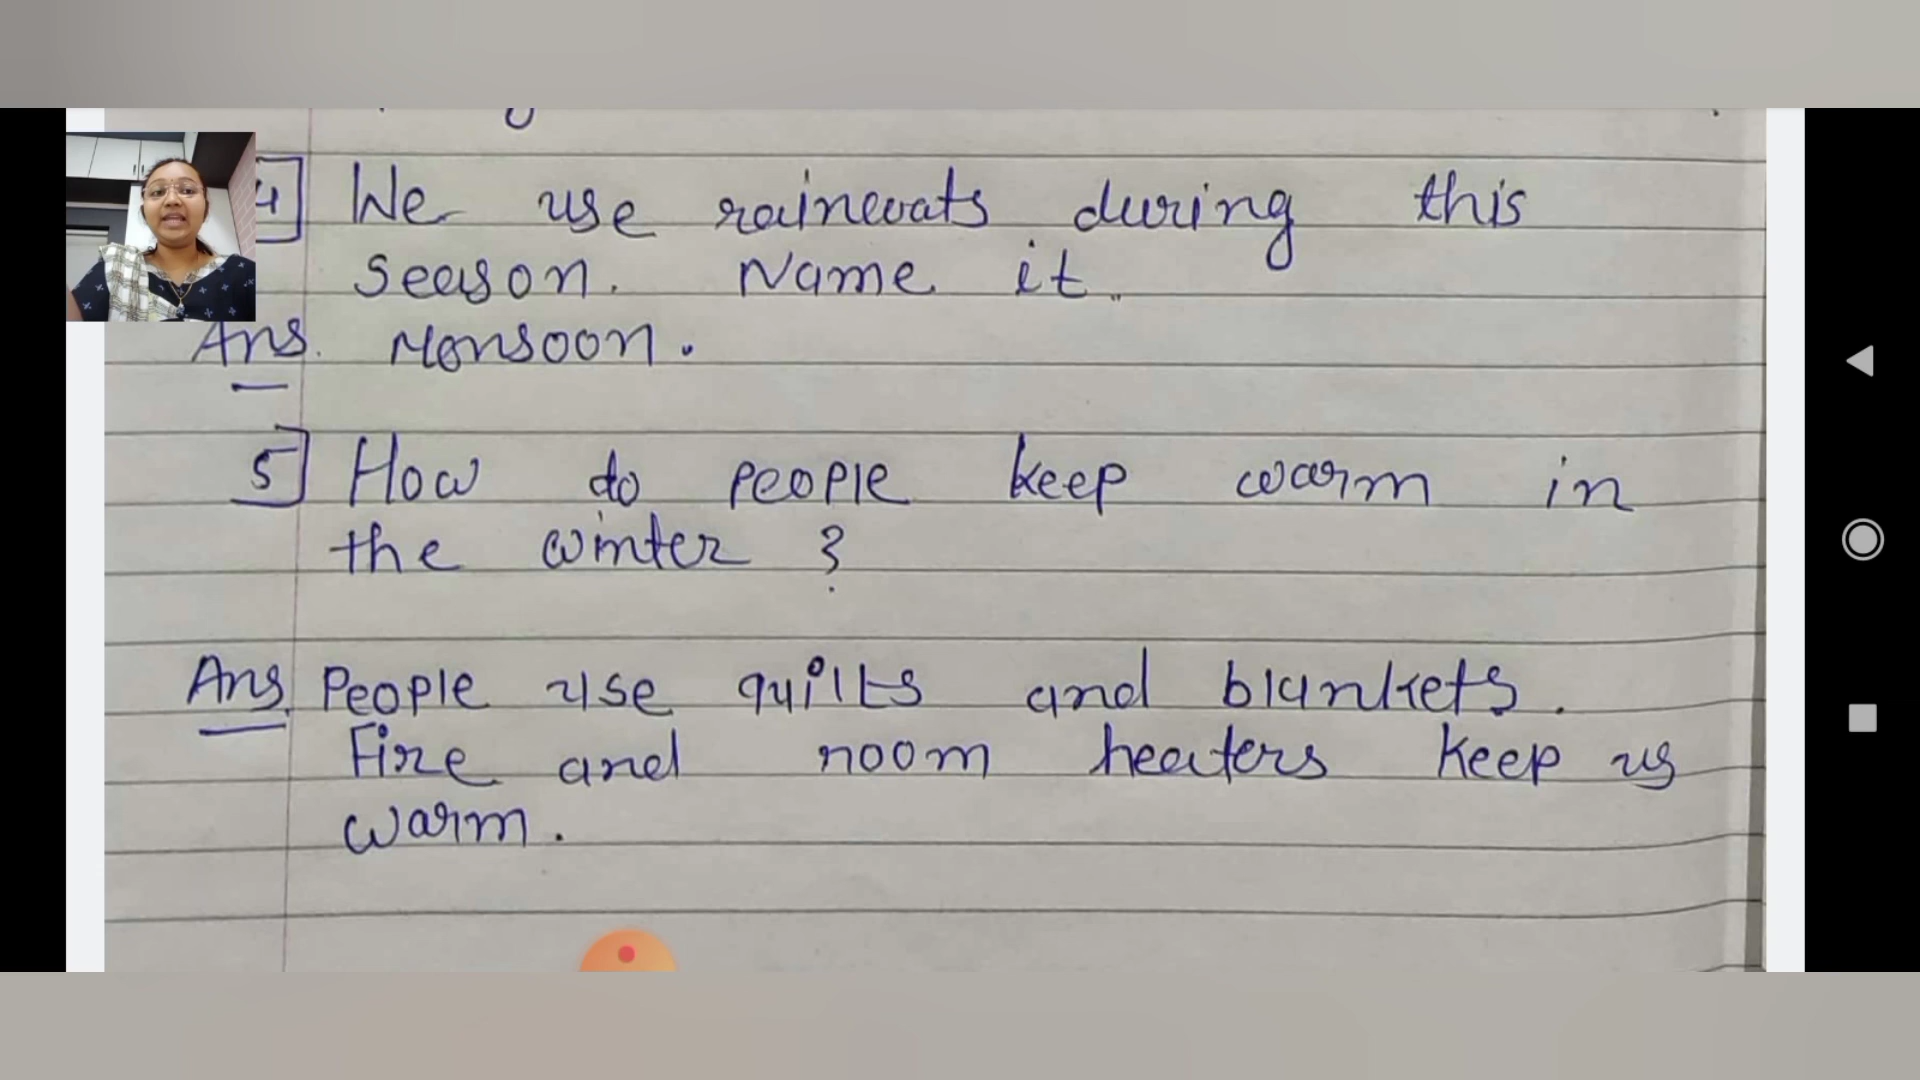 4] We use raincoats during this
season. Name it.
Ans. Monsoon.
5] How do people keep warm in
the winter ?
Ans. People use quilts and blankets.
Fire and room heaters keep us
warm.